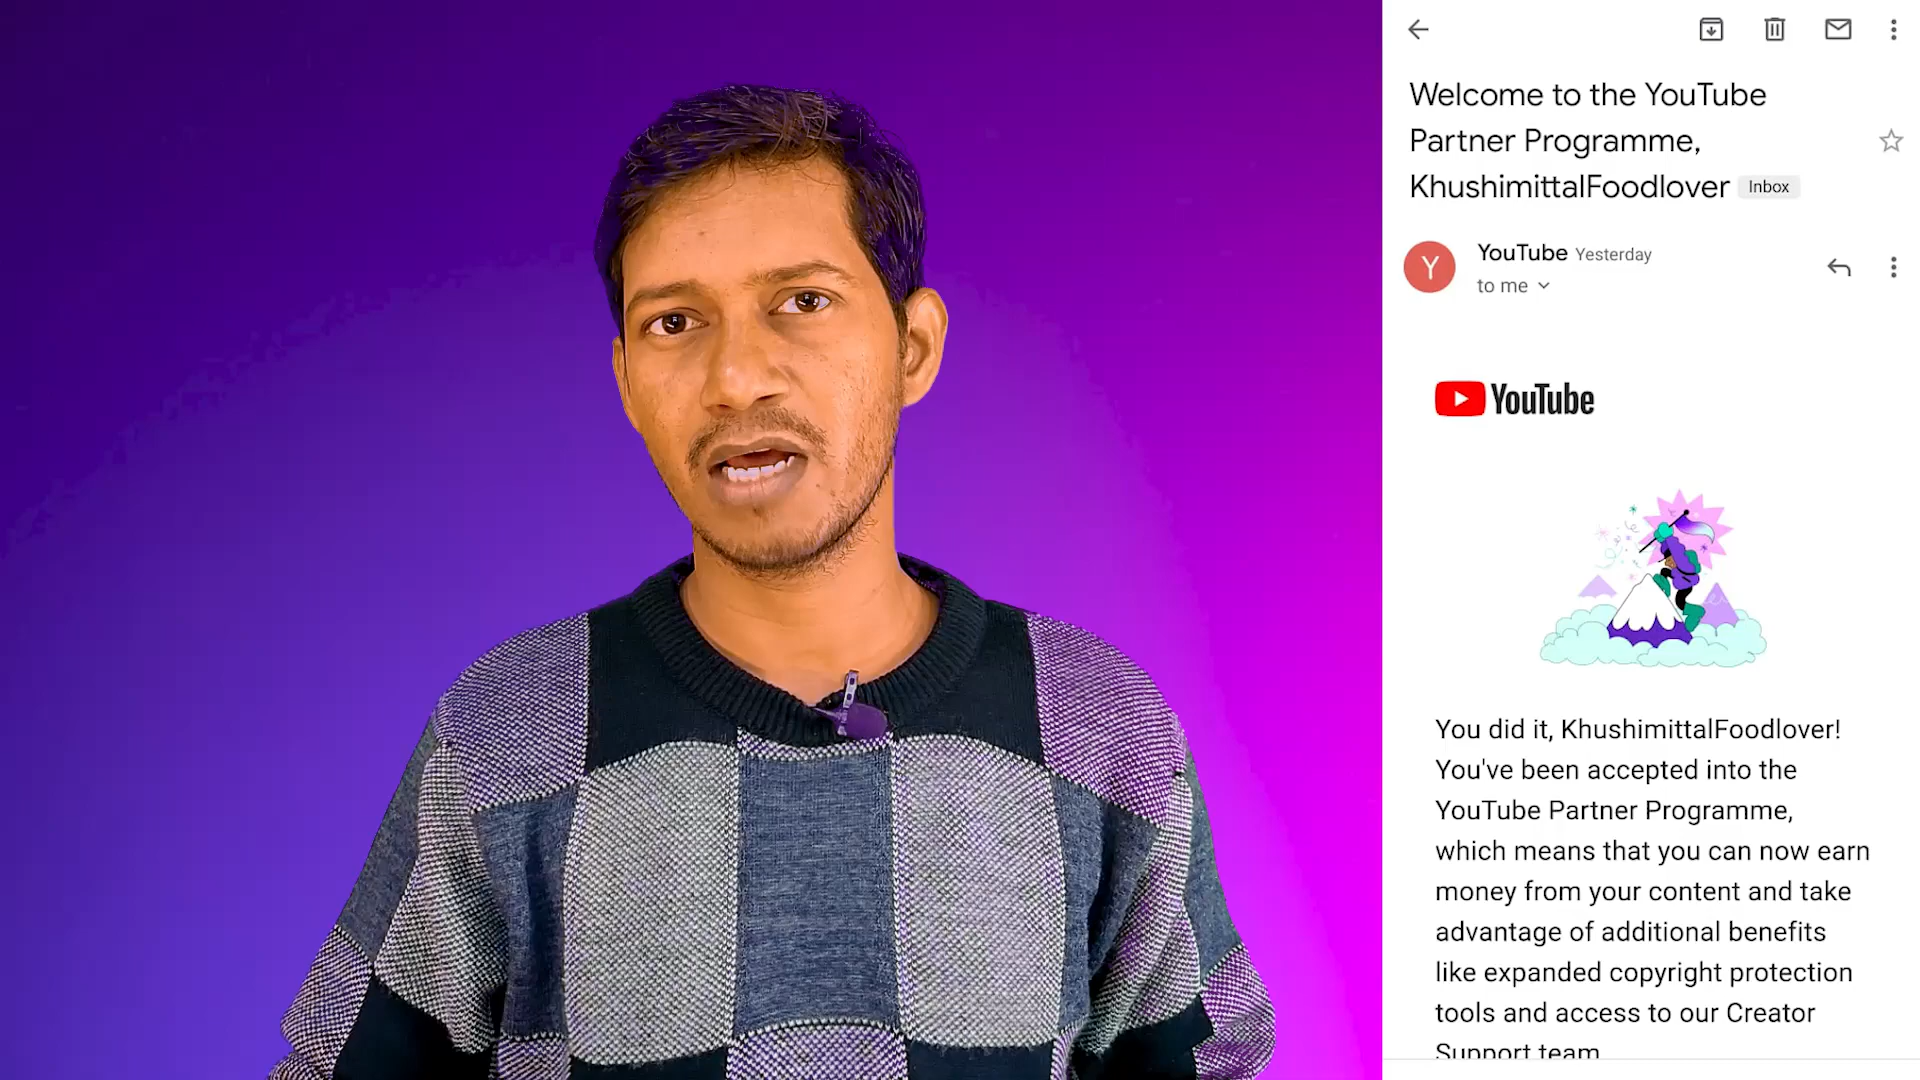 Welcome to the YouTube
Partner Programme,
KhushimittalFoodlover Inbox
Y
YouTube Yesterday
to me
YouTube
You did it, KhushimittalFoodlover!
You've been accepted into the
YouTube Partner Programme,
which means that you can now earn
money from your content and take
advantage of additional benefits
like expanded copyright protection
tools and access to our Creator
Support team